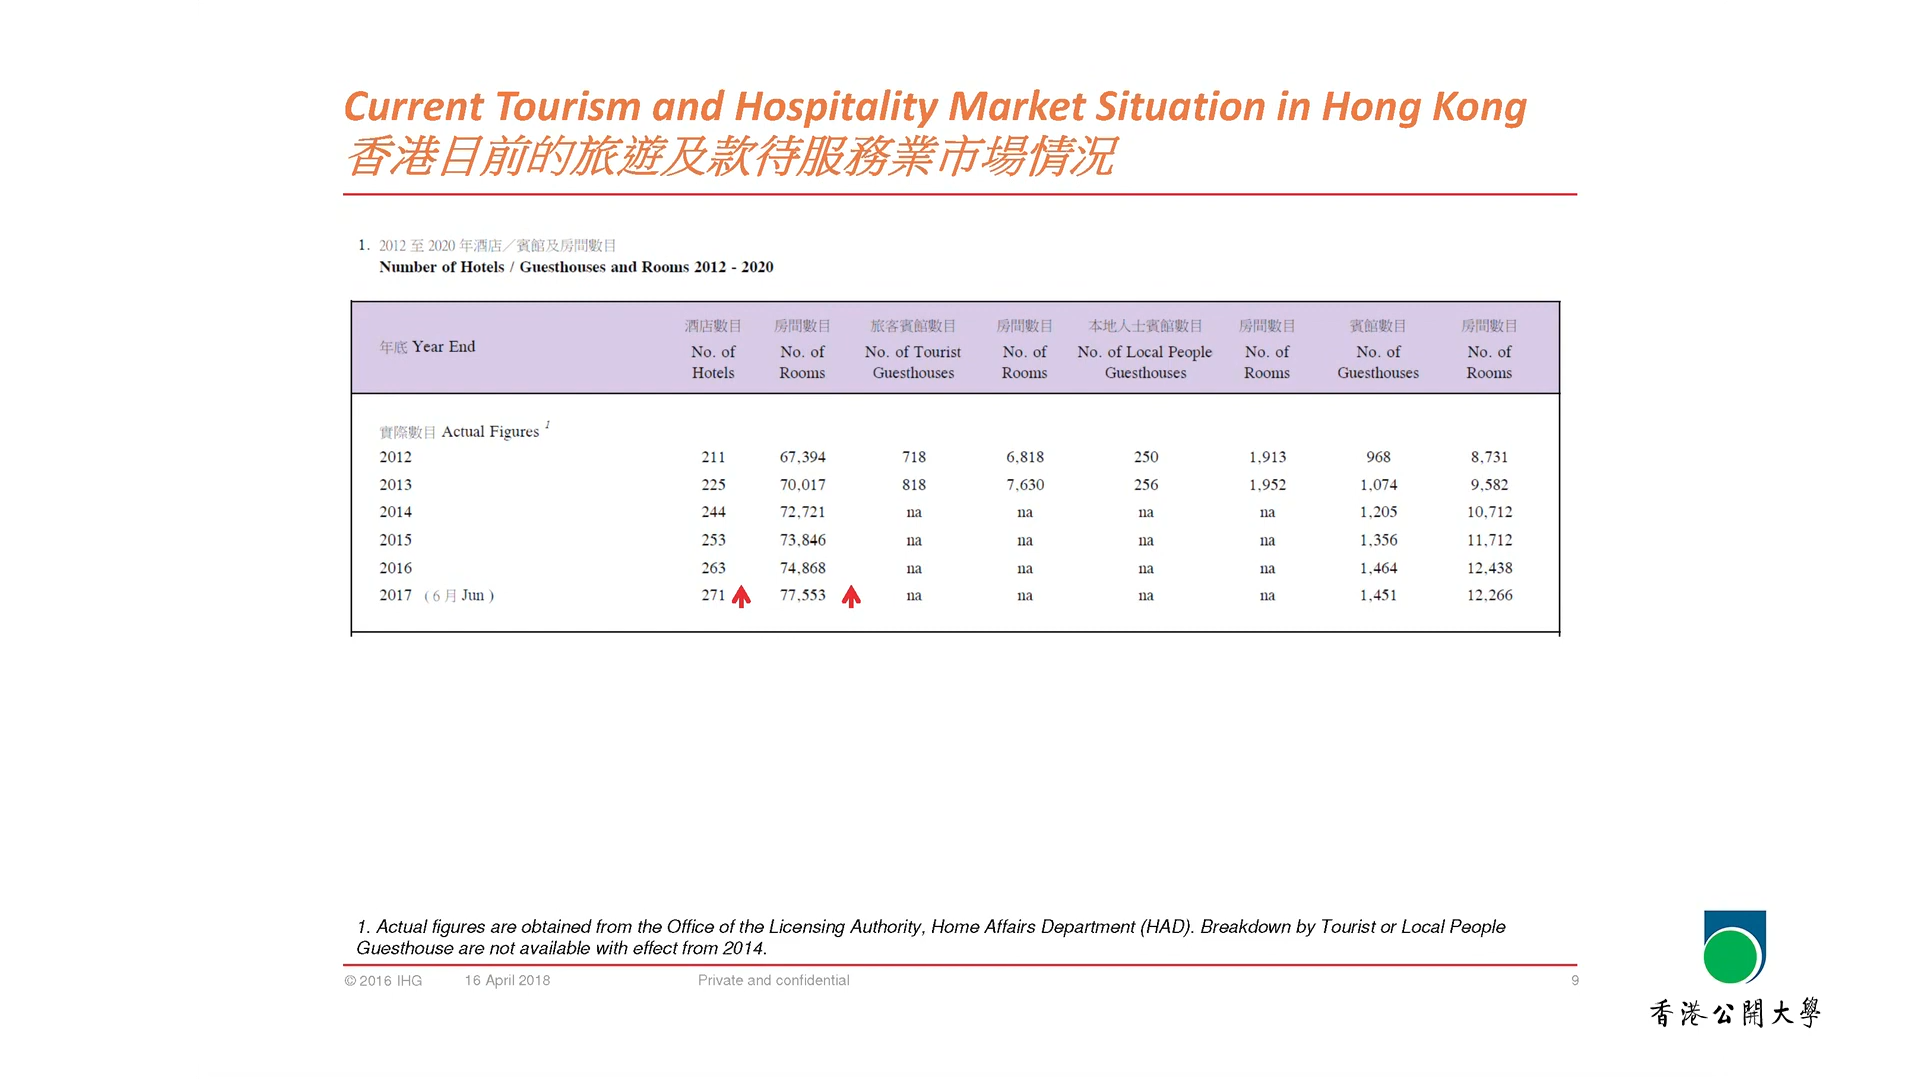 Current Tourism and Hospitality Market Situation in Hong Kong
香港目前的旅遊及款待服務業市場情況
1. 2012 至 2020 年酒店／賓館及房間數目
Number of Hotels / Guesthouses and Rooms 2012 - 2020
年底 Year End
酒店數目 房間數目 旅客賓館數目 房間數目 本地人士賓館數目 房間數目 賓館數目 房間數目
No. of No. of No. of Tourist No. of No. of Local People No. of No. of No. of
Hotels Rooms Guesthouses Rooms Guesthouses Rooms Guesthouses Rooms
實際數目 Actual Figures 1
2012 211 67,394 718 6,818 250 1,913 968 8,731
2013 225 70,017 818 7,630 256 1,952 1,074 9,582
2014 244 72,721 na na na na 1,205 10,712
2015 253 73,846 na na na na 1,356 11,712
2016 263 74,868 na na na na 1,464 12,438
2017 ( 6 月 Jun ) 271 77,553 na na na na 1,451 12,266
1. Actual figures are obtained from the Office of the Licensing Authority, Home Affairs Department (HAD). Breakdown by Tourist or Local People
Guesthouse are not available with effect from 2014.
© 2016 IHG 16 April 2018 Private and confidential 9
香港公開大學